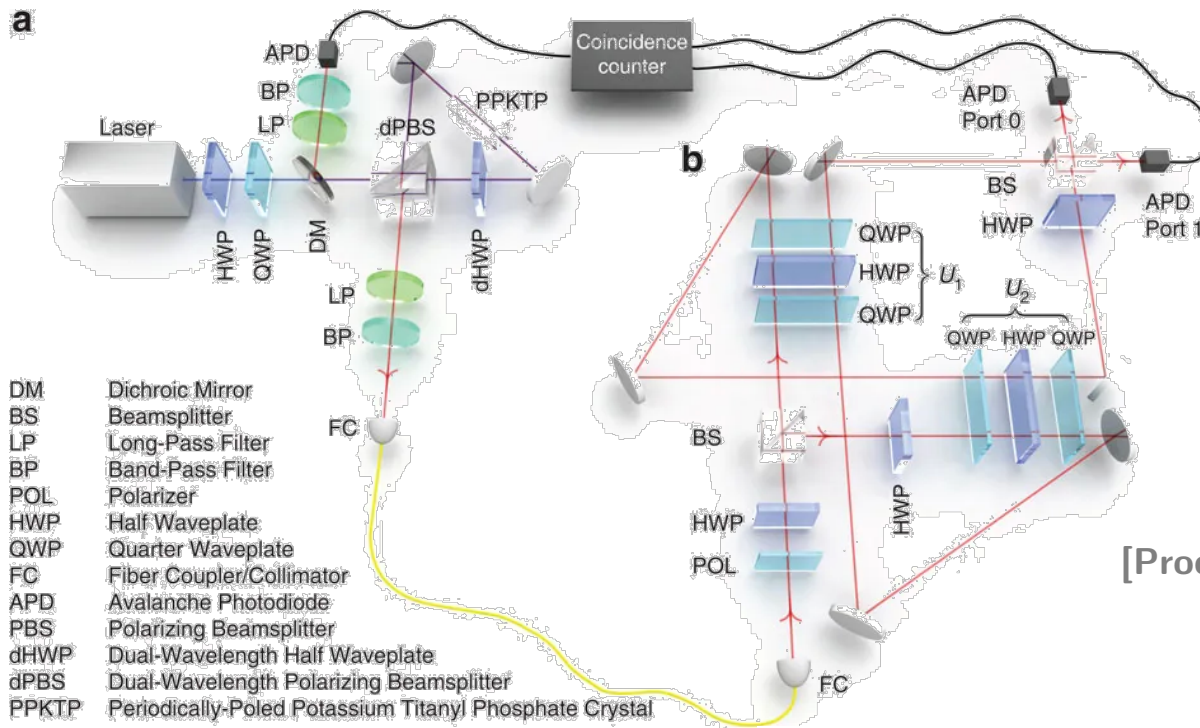 a
APD
BP
LP
Laser
dPBS
PPKTP
Coincidence
counter
HWP
QWP
DM
dHWP
LP
BP
FC
DM Dichroic Mirror
BS Beamsplitter
LP Long-Pass Filter
BP Band-Pass Filter
POL Polarizer
HWP Half Waveplate
QWP Quarter Waveplate
FC Fiber Coupler/Collimator
APD Avalanche Photodiode
PBS Polarizing Beamsplitter
dHWP Dual-Wavelength Half Waveplate
dPBS Dual-Wavelength Polarizing Beamsplitter
PPKTP Periodically-Poled Potassium Titanyl Phosphate Crystal
b
APD
Port 0
BS
HWP
APD
Port 1
QWP
HWP
QWP
U1
U2
QWP HWP QWP
BS
HWP
HWP
POL
FC